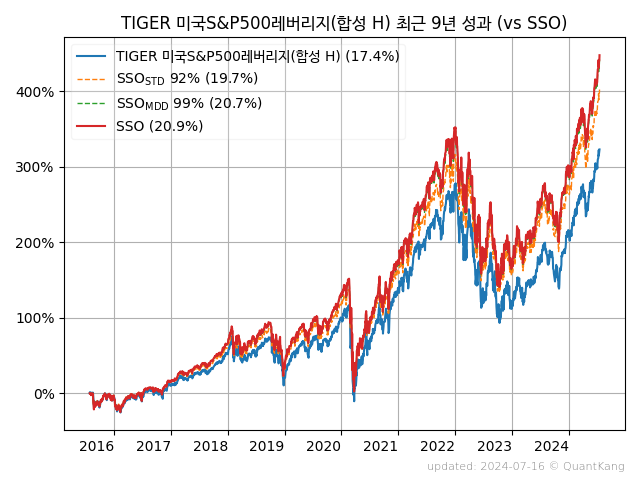 TIGER 미국S&P500레버리지(합성 H) 최근 9년 성과 (vs SSO)
TIGER 미국S&P500레버리지(합성 H) (17.4%)
SSO_STD 92% (19.7%)
SSO_MDD 99% (20.7%)
SSO (20.9%)
400%
300%
200%
100%
0%
2016 2017 2018 2019 2020 2021 2022 2023 2024
updated: 2024-07-16 © QuantKang